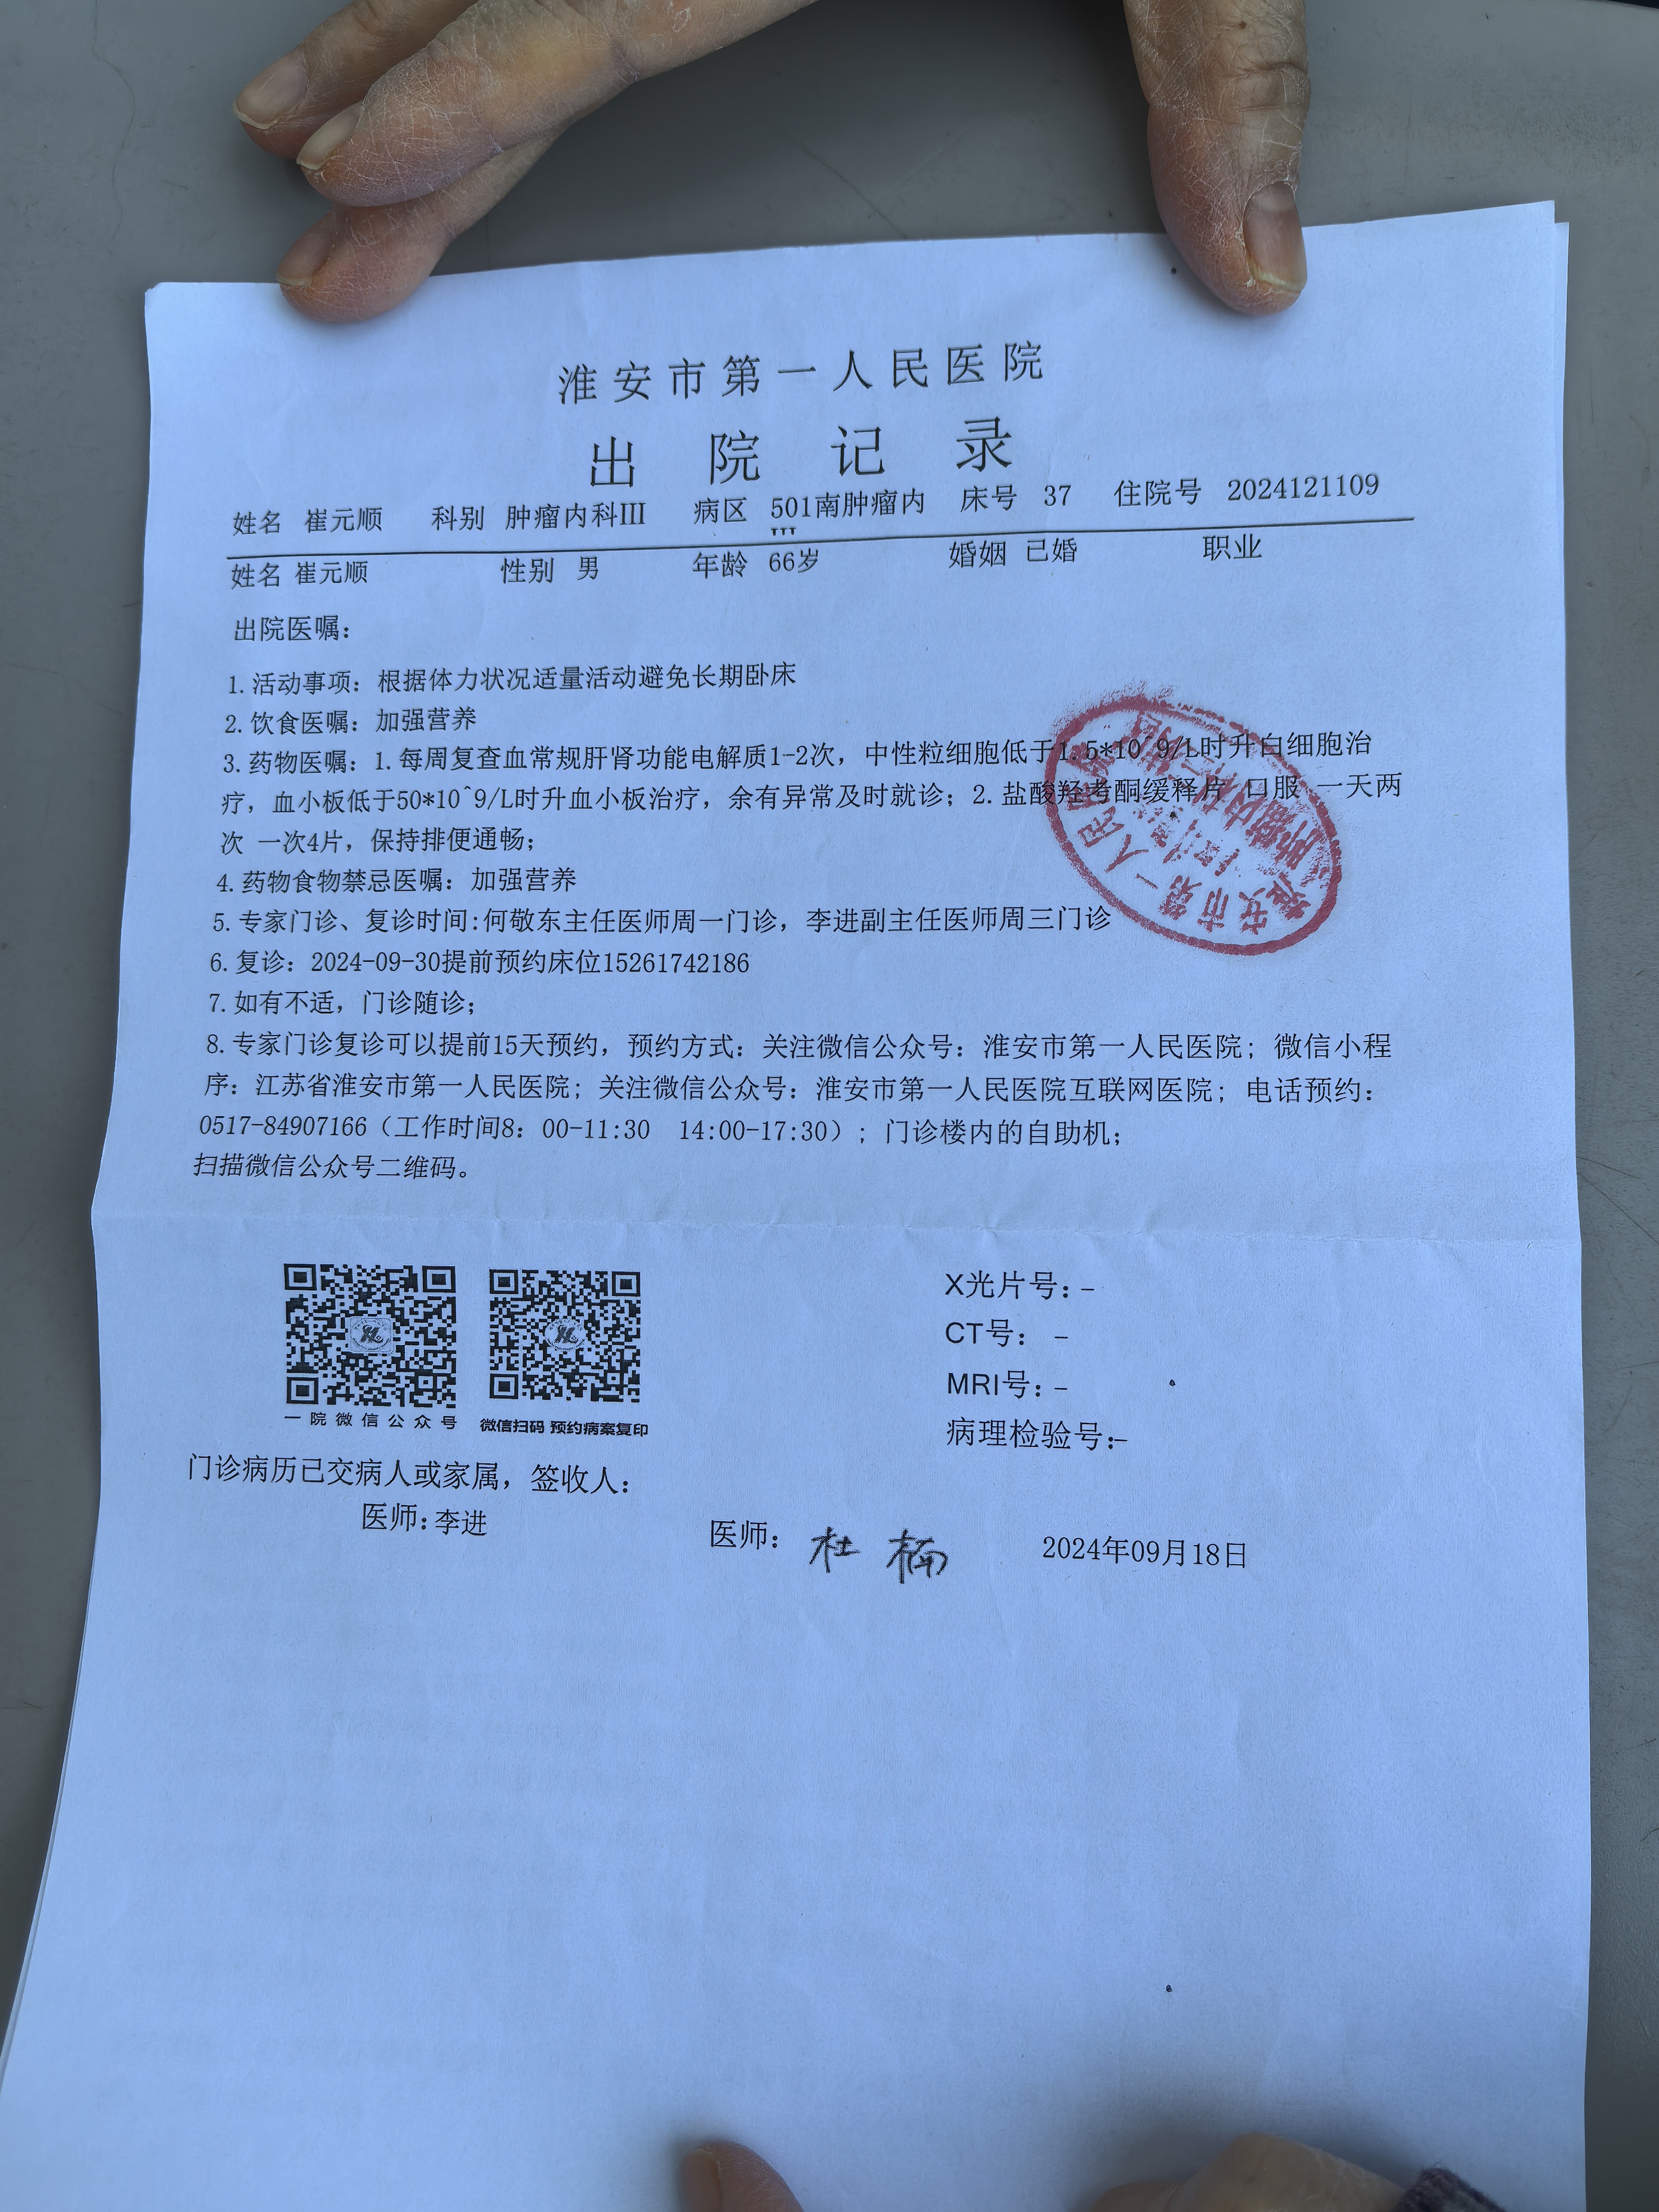 淮安市第一人民医院
出院记录
姓名 崔元顺 科别 肿瘤内科III 病区 501南肿瘤内III 床号 37 住院号 2024121109
姓名 崔元顺 性别 男 年龄 66岁 婚姻 已婚 职业
出院医嘱：
1.活动事项：根据体力状况适量活动避免长期卧床
2.饮食医嘱：加强营养
3.药物医嘱：1.每周复查血常规肝肾功能电解质1-2次，中性粒细胞低于1.5*10^9/L时升白细胞治
疗，血小板低于50*10^9/L时升血小板治疗，余有异常及时就诊；2.盐酸羟考酮缓释片 口服 一天两
次 一次4片，保持排便通畅；
4.药物食物禁忌医嘱：加强营养
5.专家门诊、复诊时间:何敬东主任医师周一门诊，李进副主任医师周三门诊
6.复诊：2024-09-30提前预约床位15261742186
7.如有不适，门诊随诊；
8.专家门诊复诊可以提前15天预约，预约方式：关注微信公众号：淮安市第一人民医院；微信小程
序：江苏省淮安市第一人民医院；关注微信公众号：淮安市第一人民医院互联网医院；电话预约：
0517-84907166（工作时间8：00-11:30 14:00-17:30）；门诊楼内的自助机；
扫描微信公众号二维码。
X光片号：-
CT号： -
MRI号：-
病理检验号：-
一院微信公众号 微信扫码 预约病案复印
门诊病历已交病人或家属，签收人：
医师：李进 医师：杜楠 2024年09月18日